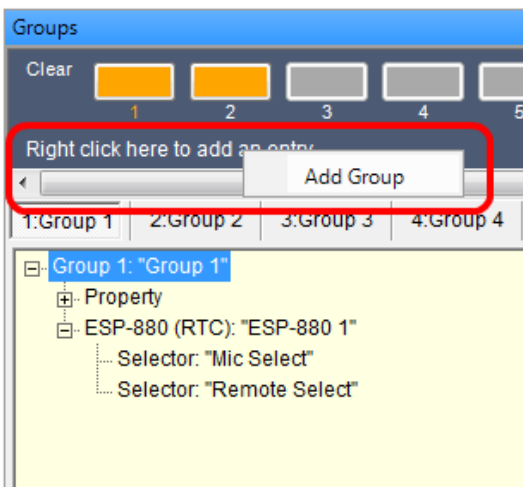 Groups
Clear
1 2 3 4 5
Right click here to add an entry
Add Group
1:Group 1 2:Group 2 3:Group 3 4:Group 4
Group 1: "Group 1"
Property
ESP-880 (RTC): "ESP-880 1"
Selector: "Mic Select"
Selector: "Remote Select"